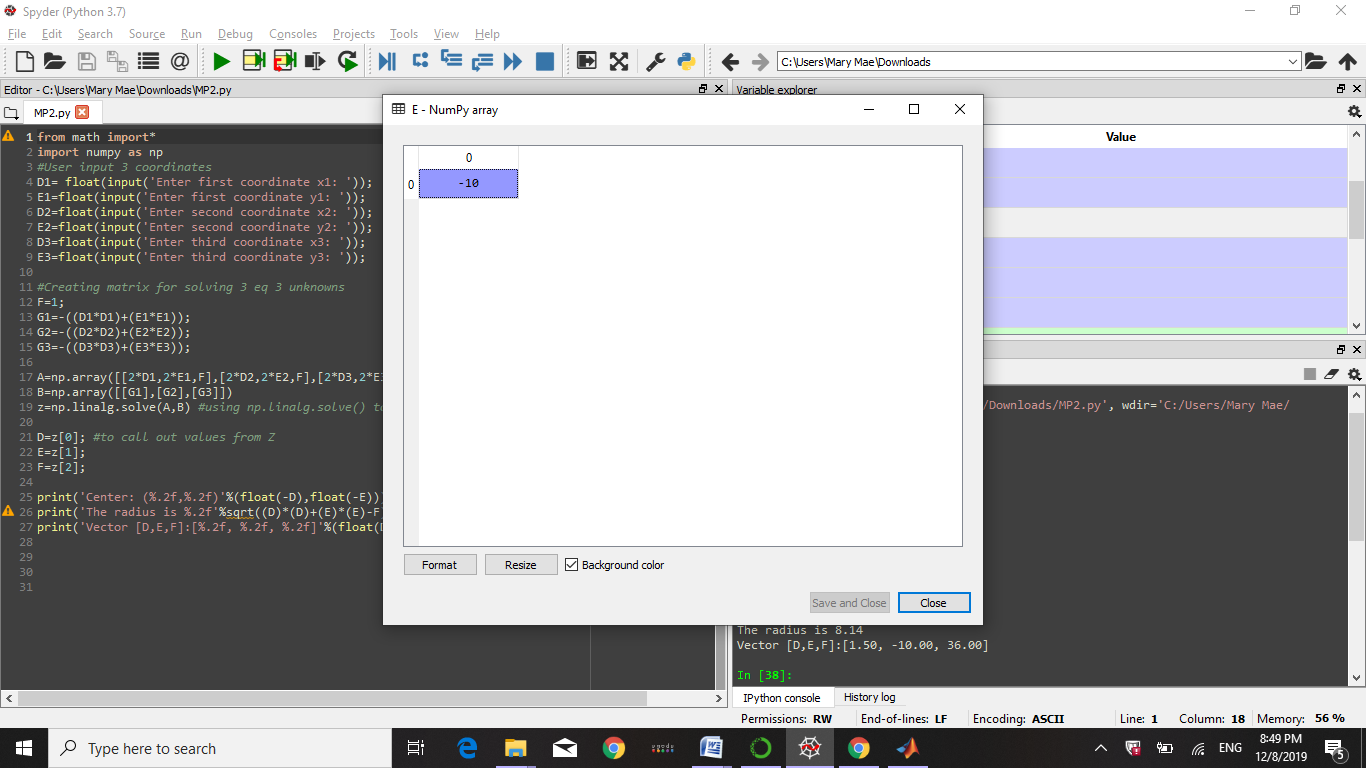 Spyder (Python 3.7)
File Edit Search Source Run Debug Consoles Projects Tools View Help
C:\Users\Mary Mae\Downloads
Editor - C:\Users\Mary Mae\Downloads\MP2.py
MP2.py
1 from math import*
2 import numpy as np
3 #User input 3 coordinates
4 D1= float(input('Enter first coordinate x1: '));
5 E1=float(input('Enter first coordinate y1: '));
6 D2=float(input('Enter second coordinate x2: '));
7 E2=float(input('Enter second coordinate y2: '));
8 D3=float(input('Enter third coordinate x3: '));
9 E3=float(input('Enter third coordinate y3: '));
10
11 #Creating matrix for solving 3 eq 3 unknowns
12 F=1;
13 G1=-((D1*D1)+(E1*E1));
14 G2=-((D2*D2)+(E2*E2));
15 G3=-((D3*D3)+(E3*E3));
16
17 A=np.array([[2*D1,2*E1,F],[2*D2,2*E2,F],[2*D3,2*E3
18 B=np.array([[G1],[G2],[G3]])
19 z=np.linalg.solve(A,B) #using np.linalg.solve() to
20
21 D=z[0]; #to call out values from Z
22 E=z[1];
23 F=z[2];
24
25 print('Center: (%.2f,%.2f)'%(float(-D),float(-E))
26 print('The radius is %.2f'%sqrt((D)*(D)+(E)*(E)-F
27 print('Vector [D,E,F]:[%.2f, %.2f, %.2f]'%(float(D
28
29
30
31
E - NumPy array
0
0 -10
Format Resize Background color
Save and Close Close
Variable explorer
Value
/Downloads/MP2.py', wdir='C:/Users/Mary Mae/
The radius is 8.14
Vector [D,E,F]:[1.50, -10.00, 36.00]
In [38]:
IPython console History log
Permissions: RW End-of-lines: LF Encoding: ASCII Line: 1 Column: 18 Memory: 56 %
Type here to search
ENG
8:49 PM
12/8/2019
5